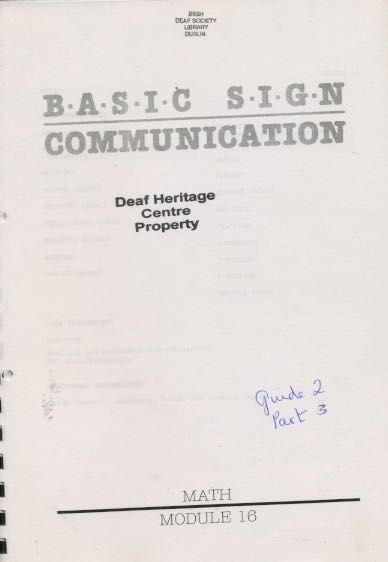 IRISH
DEAF SOCIETY
LIBRARY
DUBLIN
B·A·S·I·C S·I·G·N
COMMUNICATION
Deaf Heritage
Centre
Property
Guide 2
Part 3
MATH
MODULE 16